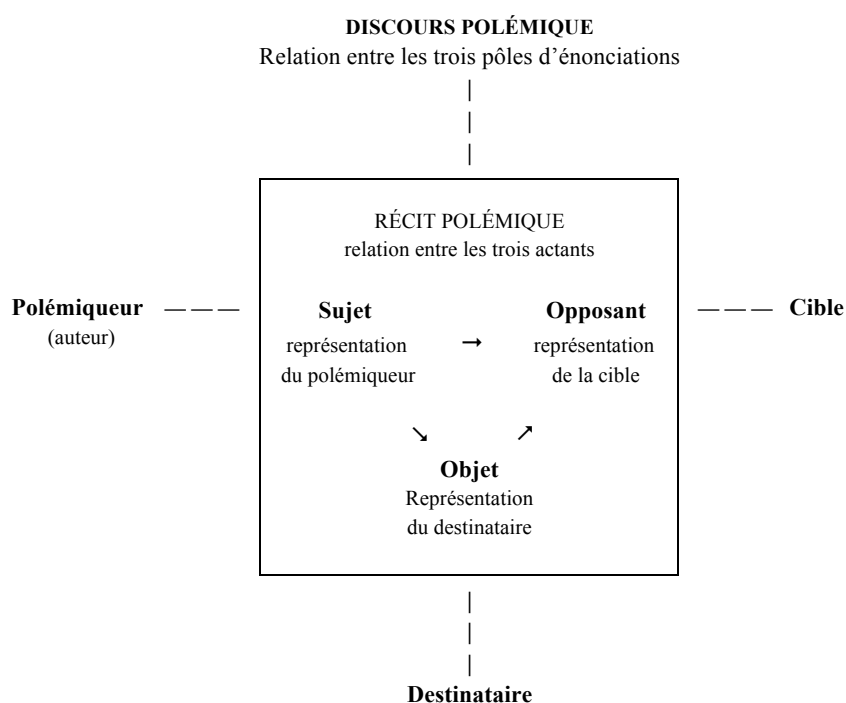 DISCOURS POLÉMIQUE
Relation entre les trois pôles d’énonciations
RÉCIT POLÉMIQUE
relation entre les trois actants
Polémiqueur
(auteur)
Sujet
représentation
du polémiqueur
→
Opposant
représentation
de la cible
Cible
↘ ↗
Objet
Représentation
du destinataire
Destinataire